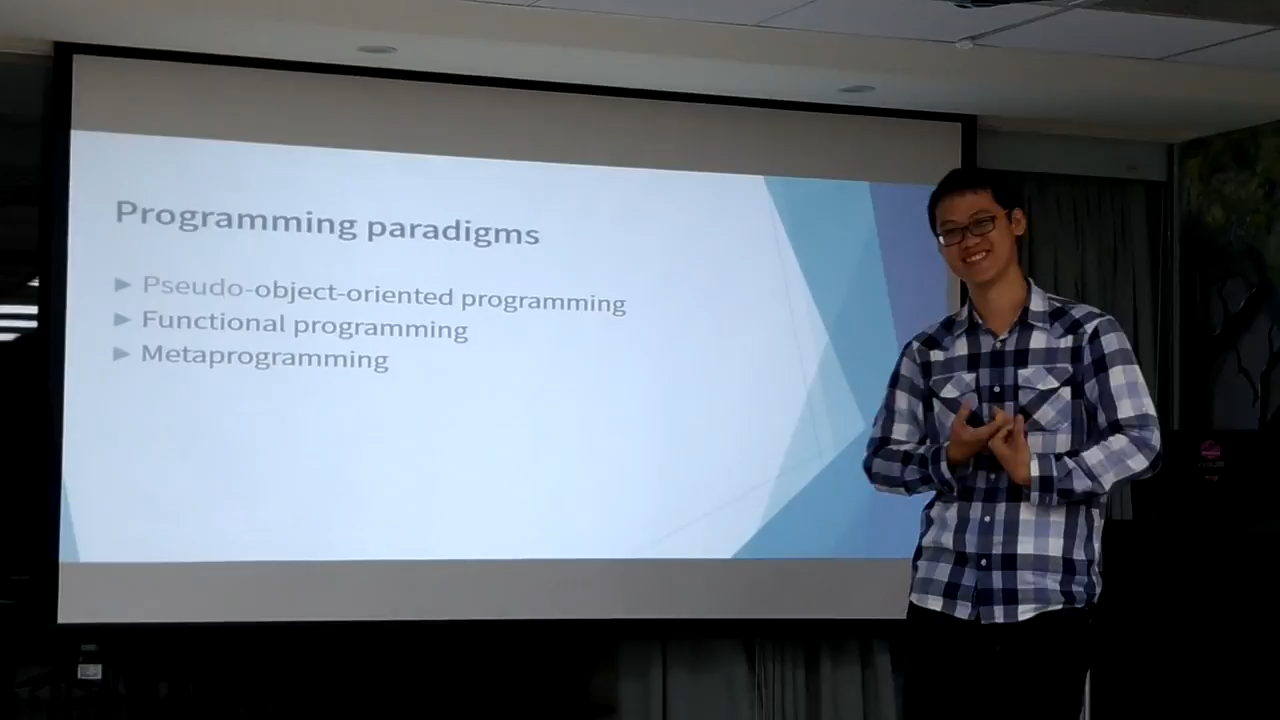 Programming paradigms
Pseudo-object-oriented programming
Functional programming
Metaprogramming